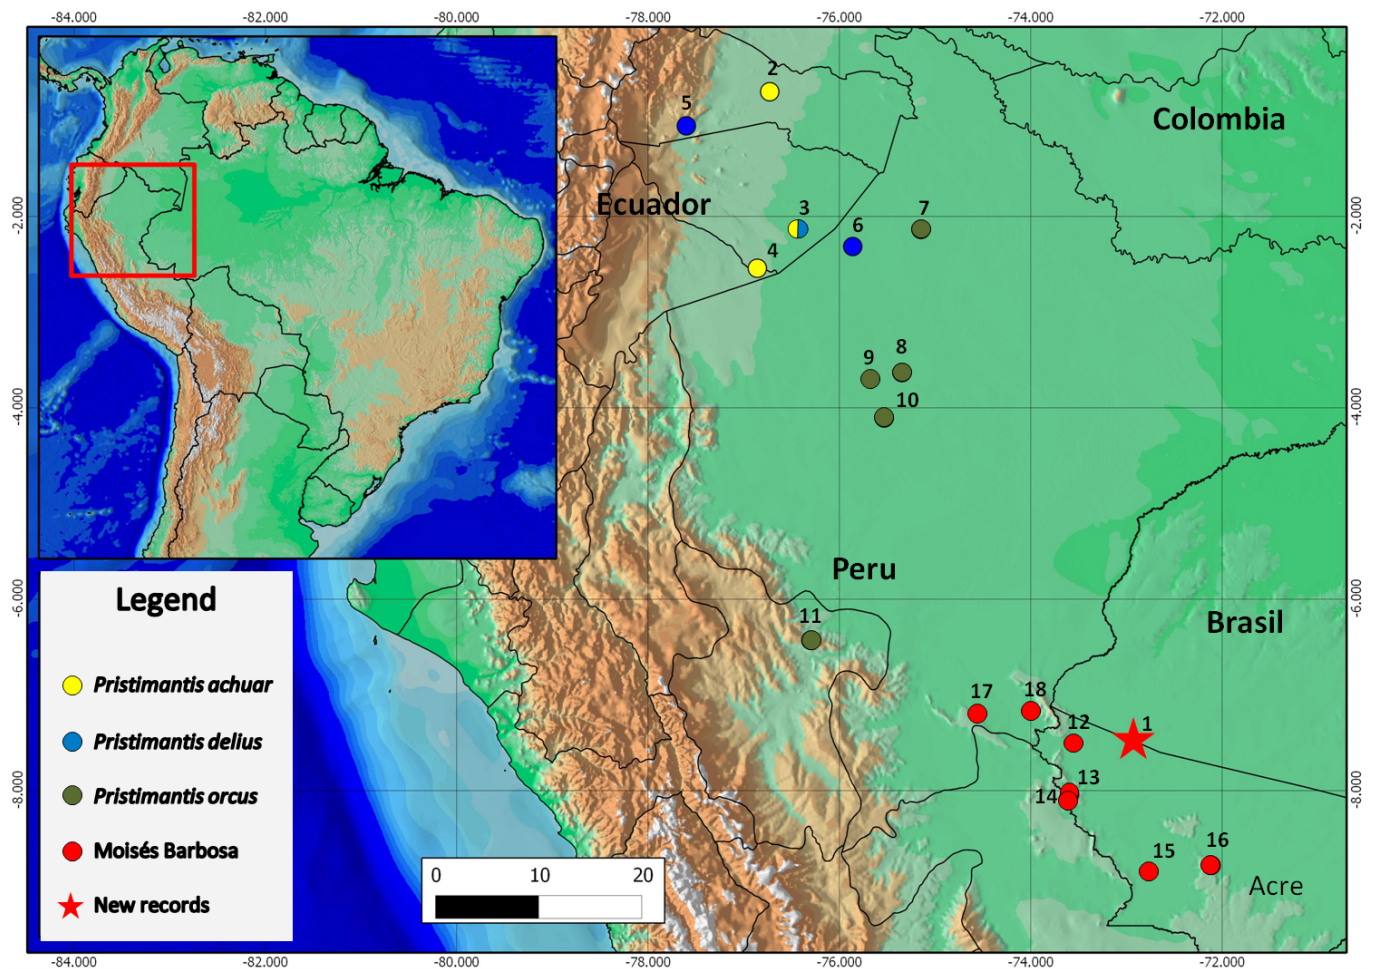 -84.000 -82.000 -80.000 -78.000 -76.000 -74.000 -72.000
2
Colombia
5
Ecuador
-2.000
3
7
-2.000
6
4
8
9
-4.000
10
-4.000
Peru
Legend
-6.000
-6.000
11
Brasil
Pristimantis achuar
17
18
12
1
Pristimantis delius
-8.000
13
-8.000
Pristimantis orcus
14
Moisés Barbosa
15
16
0 10 20
Acre
New records
-84.000 -82.000 -80.000 -78.000 -76.000 -74.000 -72.000